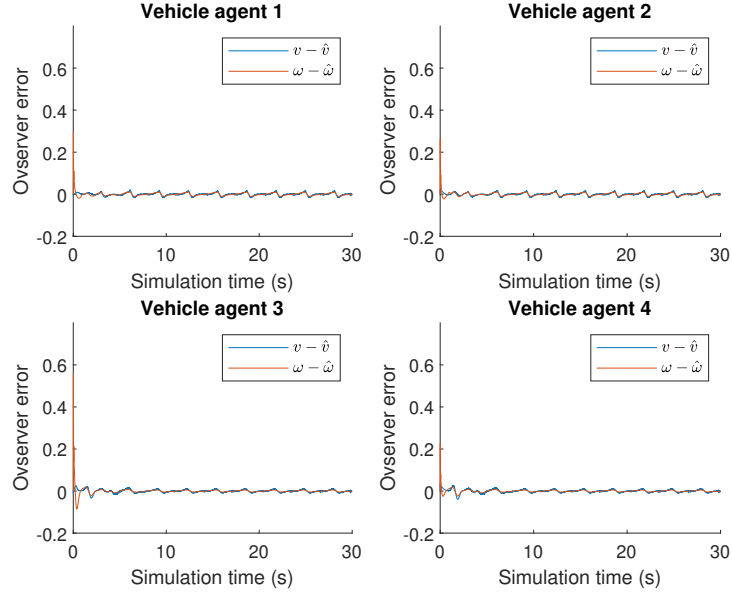 Vehicle agent 1
0.6
0.4
0.2
0
-0.2
Ovserver error
v − v̂
ω − ω̂
0 10 20 30
Simulation time (s)
Vehicle agent 2
0.6
0.4
0.2
0
-0.2
Ovserver error
v − v̂
ω − ω̂
0 10 20 30
Simulation time (s)
Vehicle agent 3
0.6
0.4
0.2
0
-0.2
Ovserver error
v − v̂
ω − ω̂
0 10 20 30
Simulation time (s)
Vehicle agent 4
0.6
0.4
0.2
0
-0.2
Ovserver error
v − v̂
ω − ω̂
0 10 20 30
Simulation time (s)